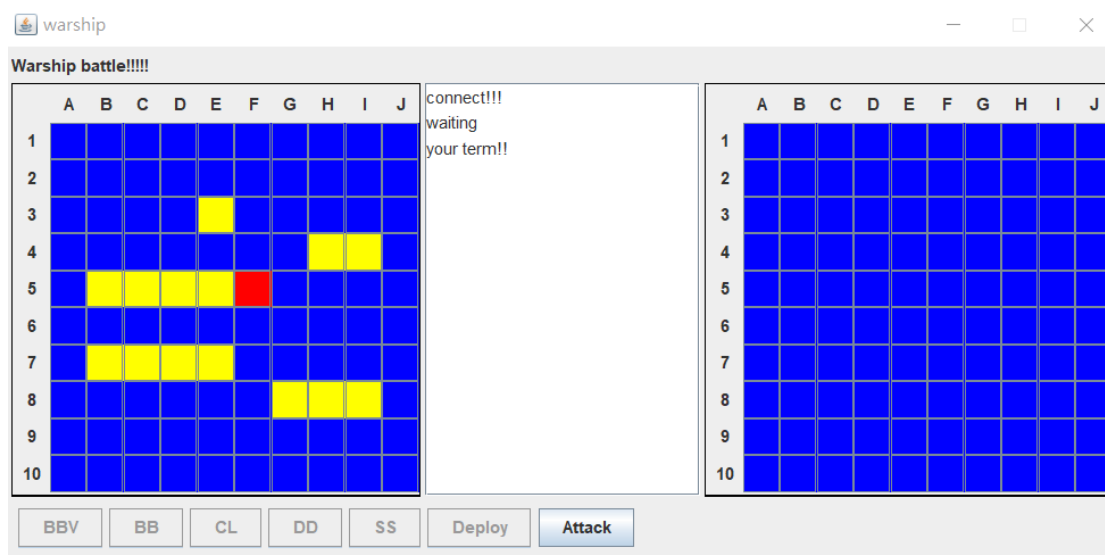 warship
Warship battle!!!!!
A B C D E F G H I J
1
2
3
4
5
6
7
8
9
10
connect!!!
waiting
your term!!
A B C D E F G H I J
1
2
3
4
5
6
7
8
9
10
BBV BB CL DD SS Deploy Attack